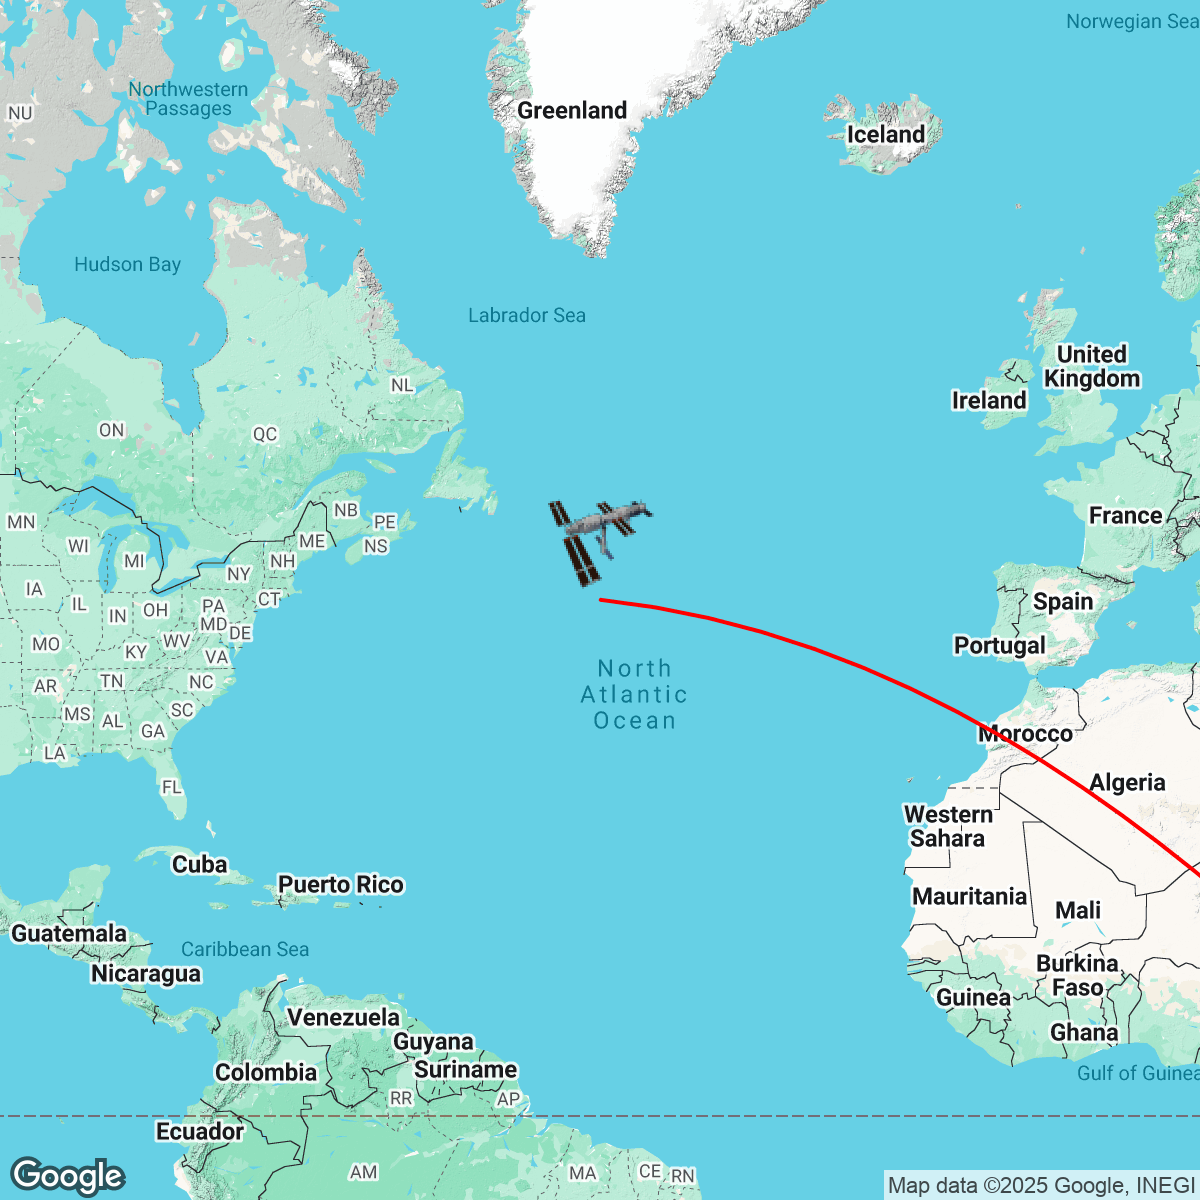 Norwegian Sea
Northwestern
Passages
NU
Greenland
Iceland
Hudson Bay
Labrador Sea
United
Kingdom
NL
Ireland
ON
QC
NB
PE
MN
France
ME
NS
WI
MI
NH
NY
IA
IL
CT
Spain
IN
OH
PA
MD
DE
MO
Portugal
KY
WV
VA
North
Atlantic
Ocean
TN
NC
AR
MS
AL
SC
GA
Morocco
LA
Algeria
FL
Western
Sahara
Cuba
Puerto Rico
Mauritania
Mali
Guatemala
Caribbean Sea
Burkina
Faso
Nicaragua
Guinea
Venezuela
Ghana
Guyana
Colombia
Suriname
Gulf of Guinea
RR
AP
Ecuador
AM
MA
CE
RN
Google
Map data ©2025 Google, INEGI